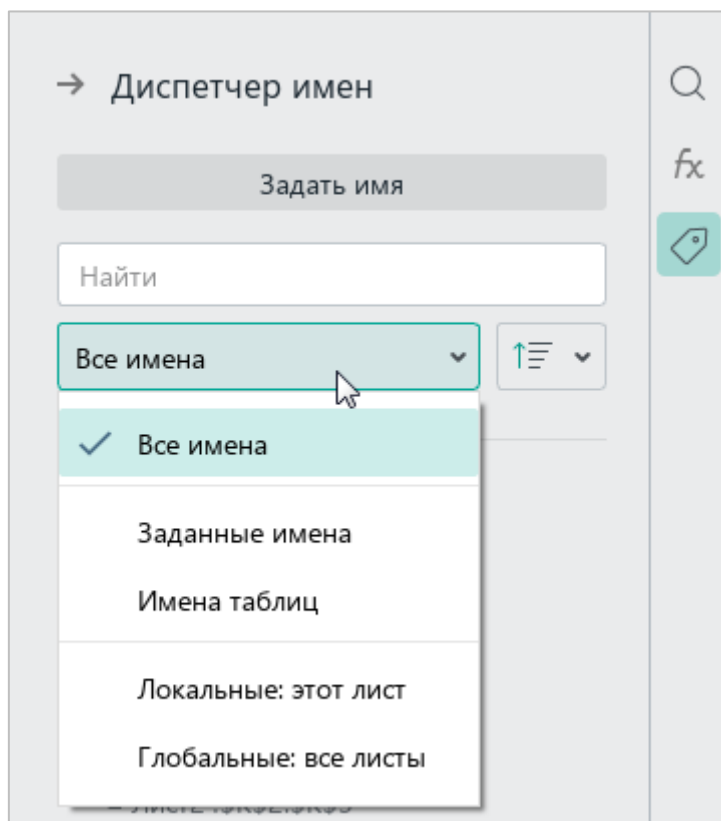 Диспетчер имен
Задать имя
fx
Найти
Все имена
Все имена
Заданные имена
Имена таблиц
Локальные: этот лист
Глобальные: все листы